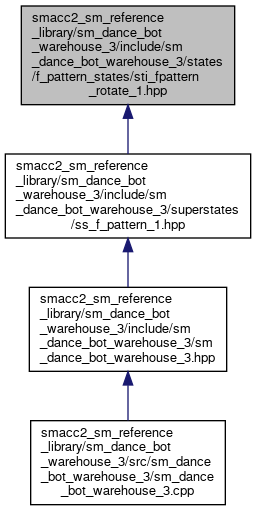 smacc2_sm_reference
_library/sm_dance_bot
_warehouse_3/include/sm
_dance_bot_warehouse_3/states
/f_pattern_states/sti_fpattern
_rotate_1.hpp
smacc2_sm_reference
_library/sm_dance_bot
_warehouse_3/include/sm
_dance_bot_warehouse_3/superstates
/ss_f_pattern_1.hpp
smacc2_sm_reference
_library/sm_dance_bot
_warehouse_3/include/sm
_dance_bot_warehouse_3/sm
_dance_bot_warehouse_3.hpp
smacc2_sm_reference
_library/sm_dance_bot
_warehouse_3/src/sm_dance
_bot_warehouse_3/sm_dance
_bot_warehouse_3.cpp